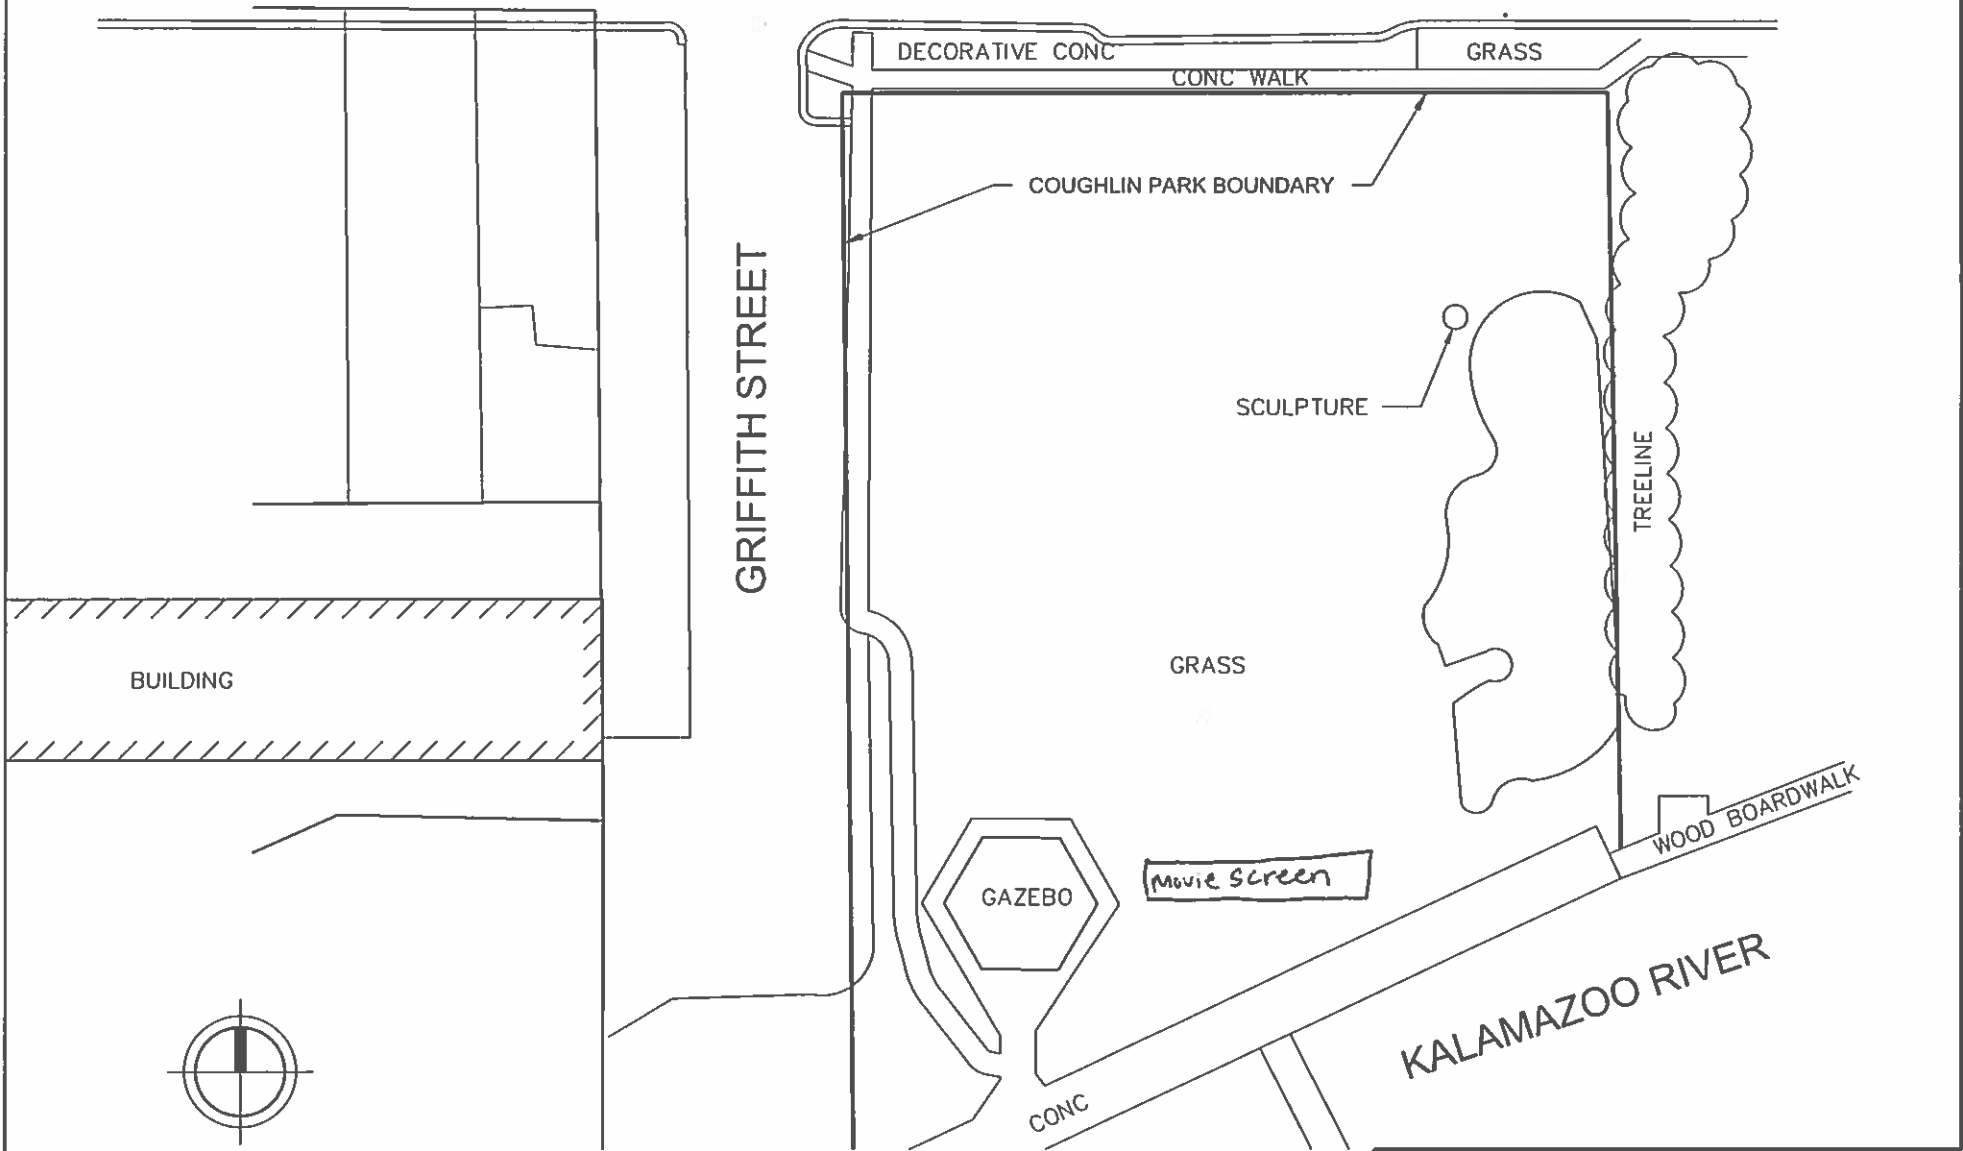 DECORATIVE CONC
GRASS
CONC WALK
COUGHLIN PARK BOUNDARY
GRIFFITH STREET
SCULPTURE
TREELINE
GRASS
BUILDING
WOOD BOARDWALK
Movie Screen
GAZEBO
KALAMAZOO RIVER
CONC